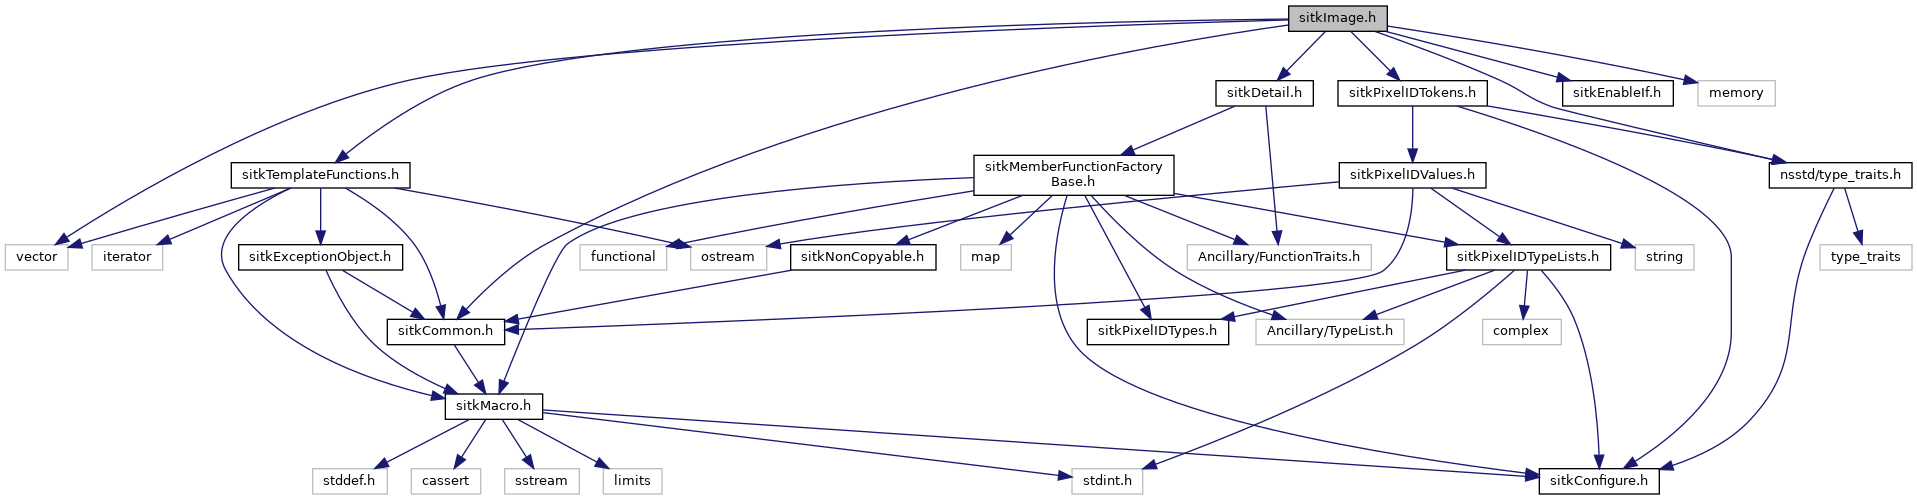 sitkImage.h
sitkDetail.h
sitkPixelIDTokens.h
sitkEnableIf.h
memory
sitkTemplateFunctions.h
sitkMemberFunctionFactory
Base.h
sitkPixelIDValues.h
nsstd/type_traits.h
vector
iterator
sitkExceptionObject.h
functional
ostream
sitkNonCopyable.h
map
Ancillary/FunctionTraits.h
sitkPixelIDTypeLists.h
string
type_traits
sitkCommon.h
sitkPixelIDTypes.h
Ancillary/TypeList.h
complex
sitkMacro.h
stddef.h
cassert
sstream
limits
stdint.h
sitkConfigure.h